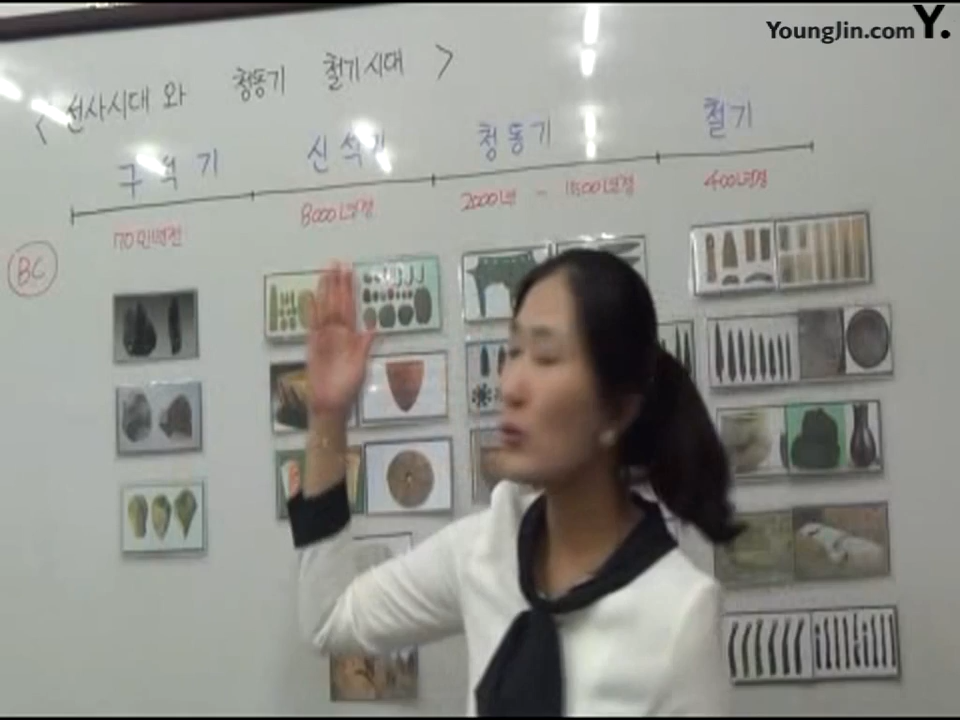 YoungJin.com Y.
< 선사시대 와 청동기 철기시대 >
구석기 신석기 청동기 철기
70만년전 8000년경 2000년 ~ 1500년경 400년경
BC